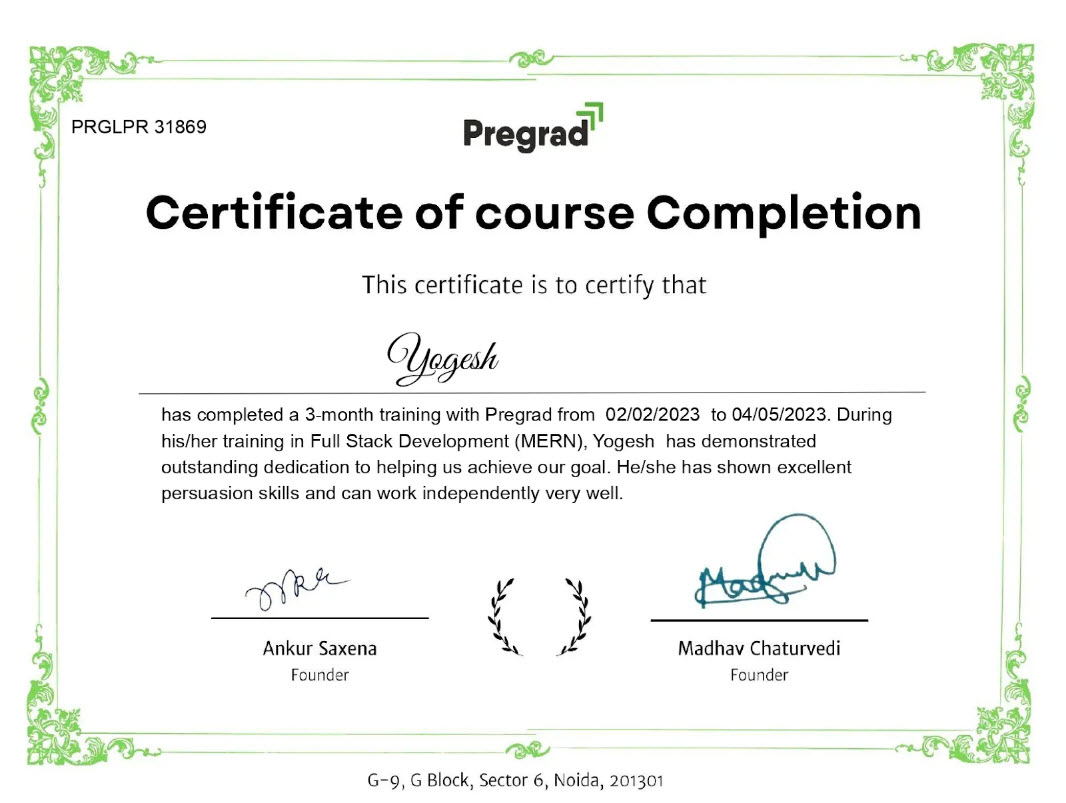 PRGLPR 31869
Pregrad
Certificate of course Completion
This certificate is to certify that
Yogesh
has completed a 3-month training with Pregrad from  02/02/2023  to 04/05/2023. During
his/her training in Full Stack Development (MERN), Yogesh  has demonstrated
outstanding dedication to helping us achieve our goal. He/she has shown excellent
persuasion skills and can work independently very well.
Ankur Saxena
Founder
Madhav Chaturvedi
Founder
G-9, G Block, Sector 6, Noida, 201301